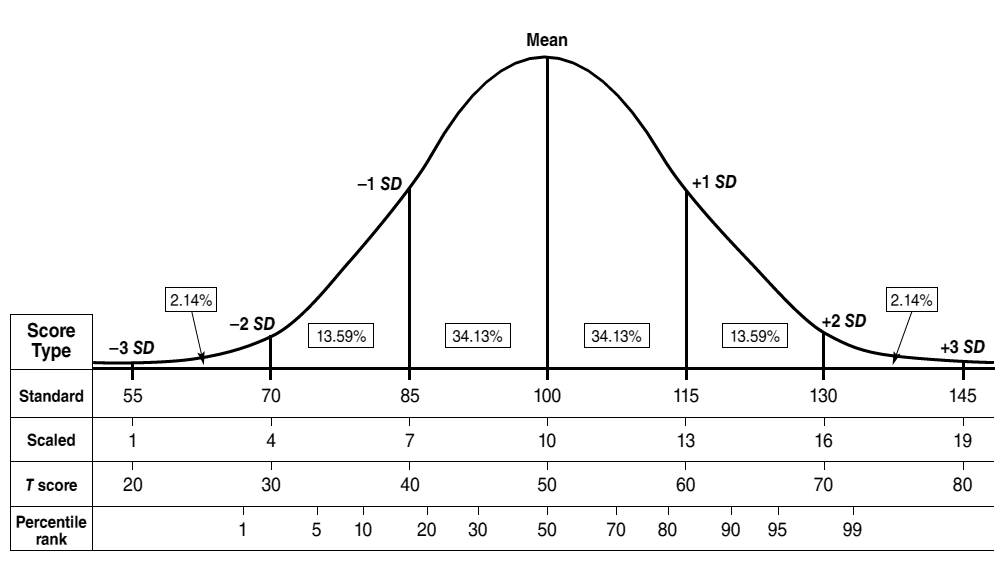 Mean
–1 SD
+1 SD
2.14%
2.14%
–2 SD
+2 SD
13.59%
34.13%
34.13%
13.59%
–3 SD
+3 SD
Score
Type
Standard 55 70 85 100 115 130 145
Scaled 1 4 7 10 13 16 19
T score 20 30 40 50 60 70 80
Percentile
rank
1 5 10 20 30 50 70 80 90 95 99